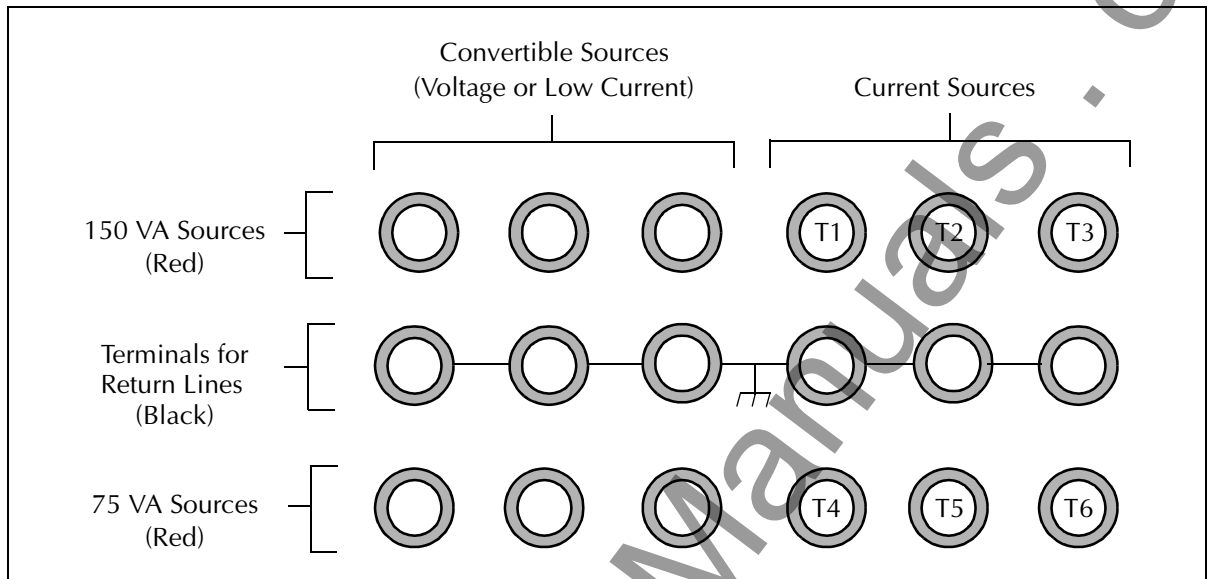 Convertible Sources
(Voltage or Low Current)
Current Sources
150 VA Sources
(Red)
T1 T2 T3
Terminals for
Return Lines
(Black)
75 VA Sources
(Red)
T4 T5 T6
Manuals .